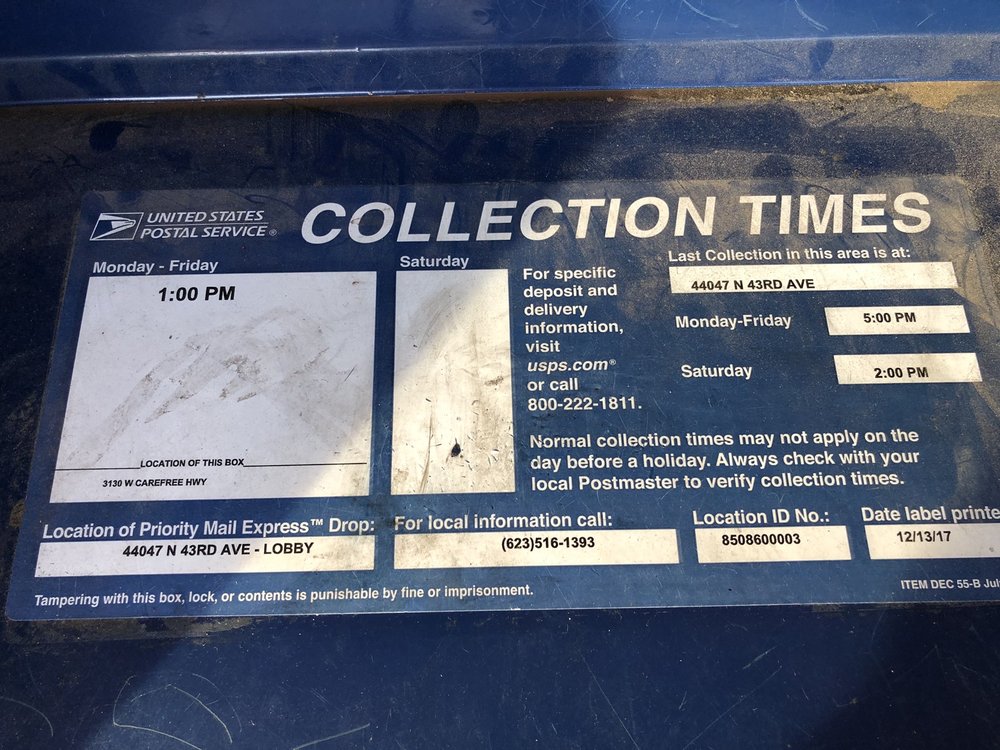 UNITED STATES
POSTAL SERVICE®
COLLECTION TIMES
Monday - Friday
1:00 PM
LOCATION OF THIS BOX
3130 W CAREFREE HWY
Saturday
For specific
deposit and
delivery
information,
visit
usps.com®
or call
800-222-1811.
Last Collection in this area is at:
44047 N 43RD AVE
Monday-Friday
5:00 PM
Saturday
2:00 PM
Normal collection times may not apply on the
day before a holiday. Always check with your
local Postmaster to verify collection times.
Location of Priority Mail Express™ Drop:
44047 N 43RD AVE - LOBBY
For local information call:
(623)516-1393
Location ID No.:
8508600003
Date label printe
12/13/17
Tampering with this box, lock, or contents is punishable by fine or imprisonment.
ITEM DEC 55-B Jul